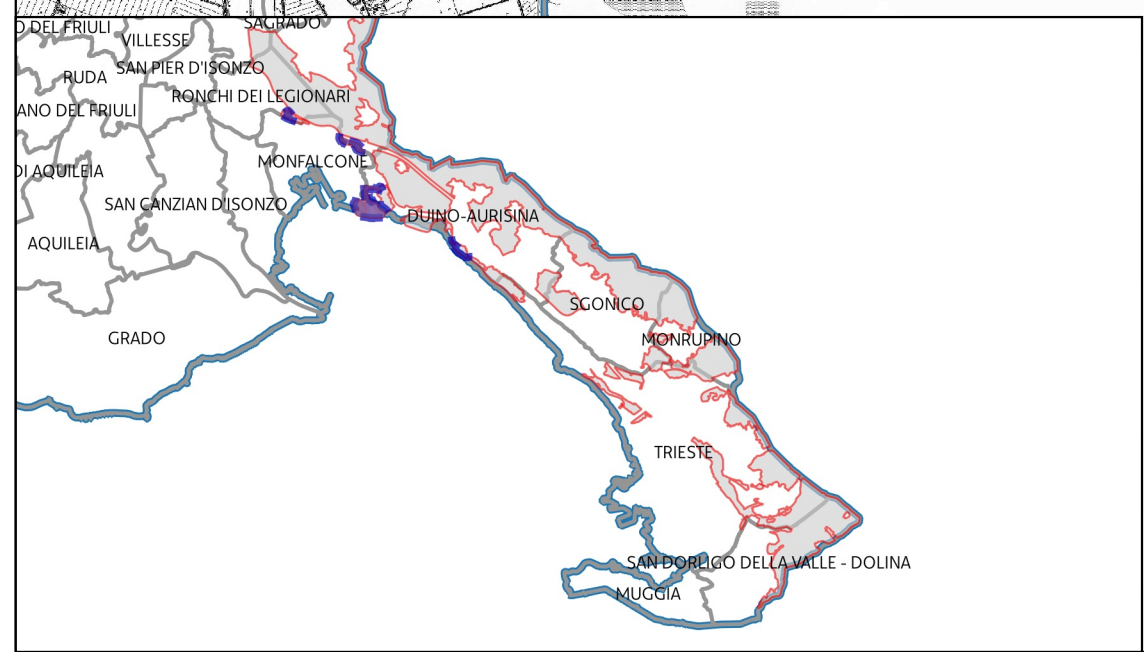 SAGRADO
O DEL FRIULI
VILLESSE
SAN PIER D'ISONZO
RUDA
RONCHI DEI LEGIONARI
ANO DEL FRIULI
MONFALCONE
DI AQUILEIA
SAN CANZIAN D'ISONZO
DUINO-AURISINA
AQUILEIA
SGONICO
GRADO
MONRUPINO
TRIESTE
SAN DORLIGO DELLA VALLE - DOLINA
MUGGIA